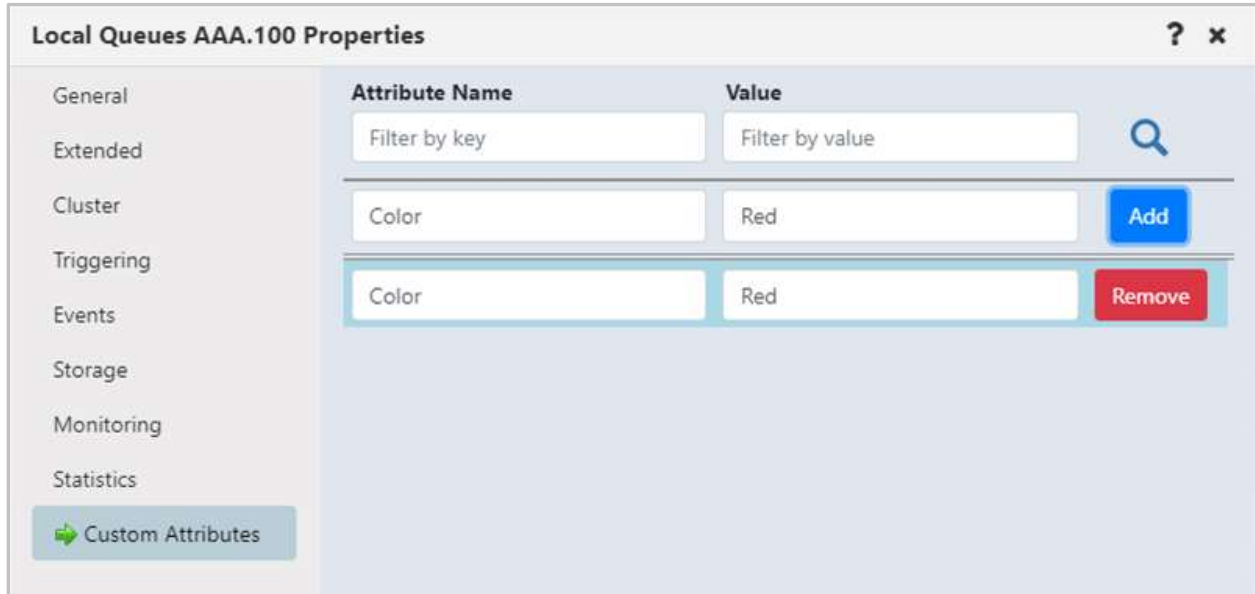 Local Queues AAA.100 Properties ? ×
General
Extended
Cluster
Triggering
Events
Storage
Monitoring
Statistics
Custom Attributes
Attribute Name Value
Filter by key Filter by value
Color Red Add
Color Red Remove